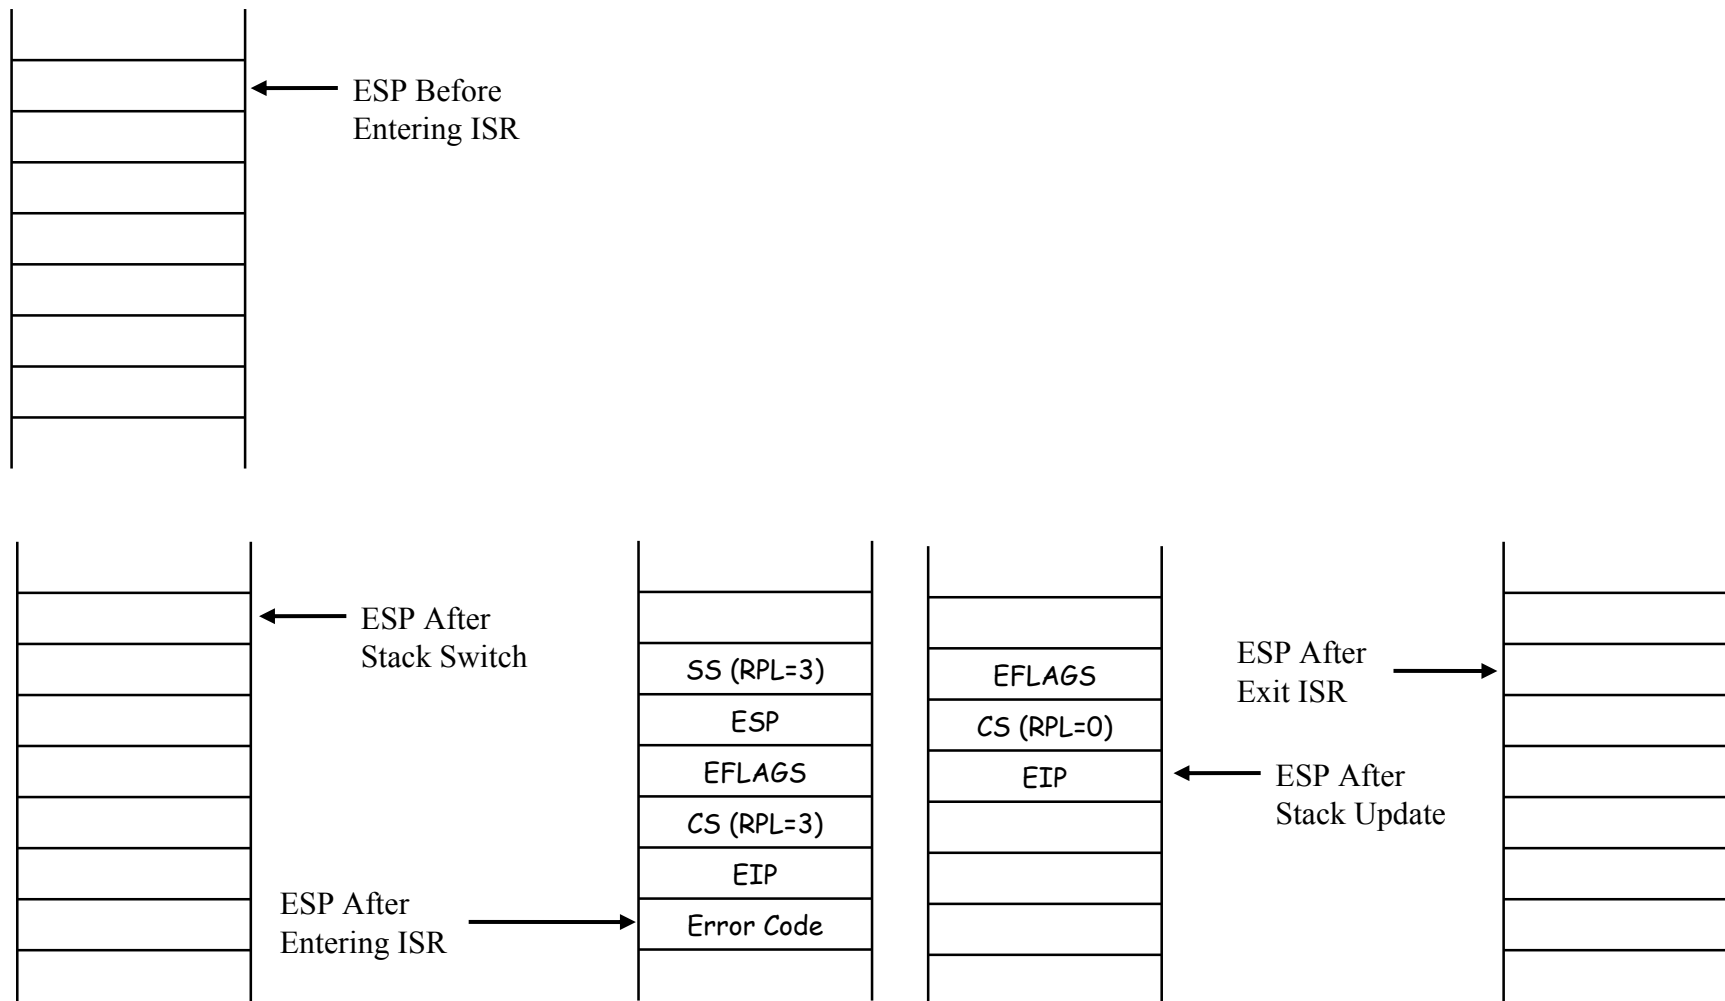 ESP Before
Entering ISR
ESP After
Stack Switch
SS (RPL=3)
ESP
EFLAGS
CS (RPL=3)
EIP
Error Code
ESP After
Entering ISR
EFLAGS
CS (RPL=0)
EIP
ESP After
Exit ISR
ESP After
Stack Update